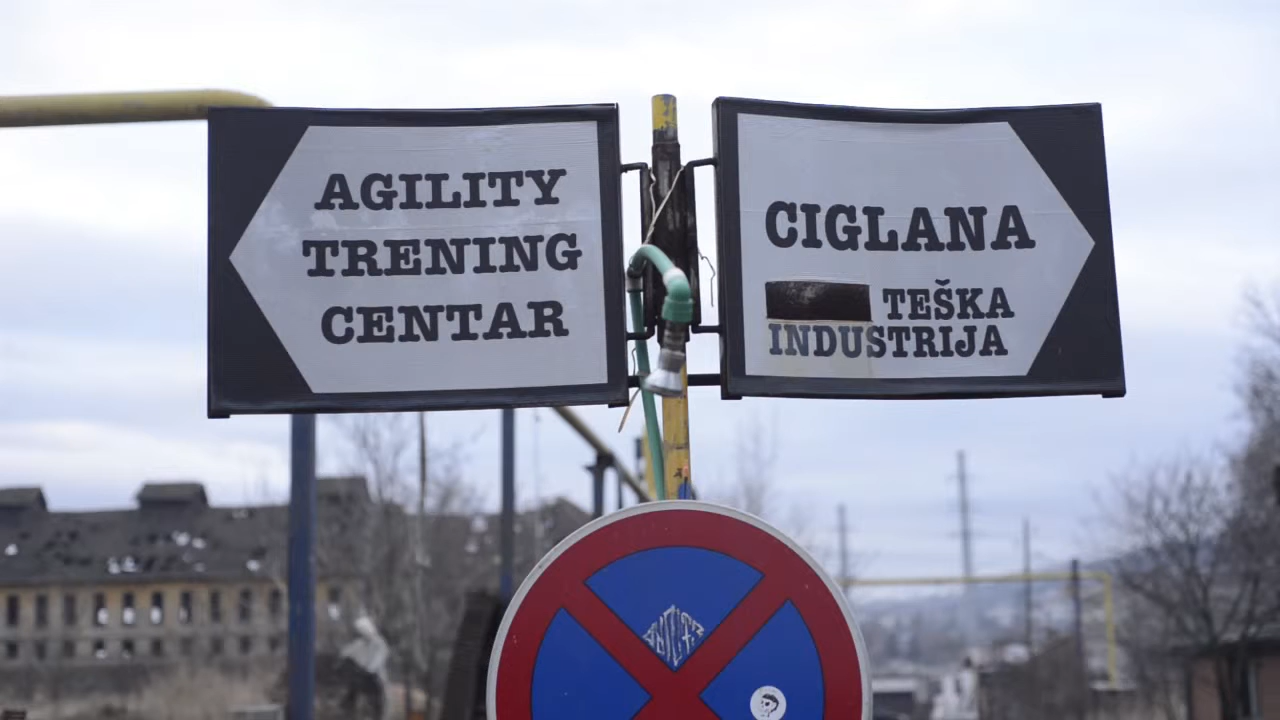 AGILITY
TRENING
CENTAR
CIGLANA
TEŠKA
INDUSTRIJA